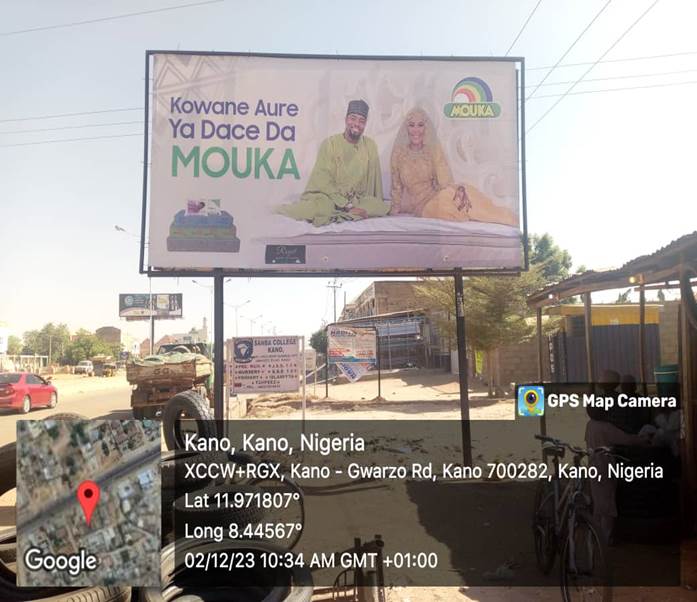 Kowane Aure
Ya Dace Da
MOUKA
MOUKA
Regal
SANBA COLLEGE
KANO.
GPS Map Camera
Kano, Kano, Nigeria
XCCW+RGX, Kano - Gwarzo Rd, Kano 700282, Kano, Nigeria
Lat 11.971807°
Long 8.44567°
02/12/23 10:34 AM GMT +01:00
Google